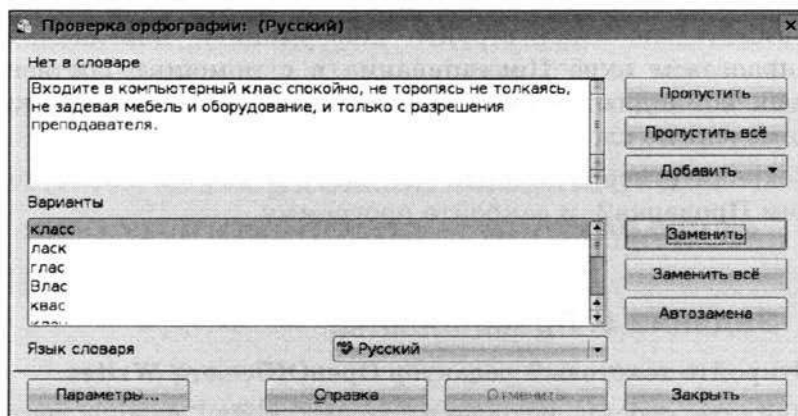 Проверка орфографии: (Русский)
Нет в словаре
Входите в компьютерный клас спокойно, не торопясь не толкаясь,
не задевая мебель и оборудование, и только с разрешения
преподавателя.
Пропустить
Пропустить всё
Добавить
Варианты
класс
ласк
глас
Влас
квас
Заменить
Заменить всё
Автозамена
Язык словаря
Русский
Параметры...
Справка
Отменить
Закрыть